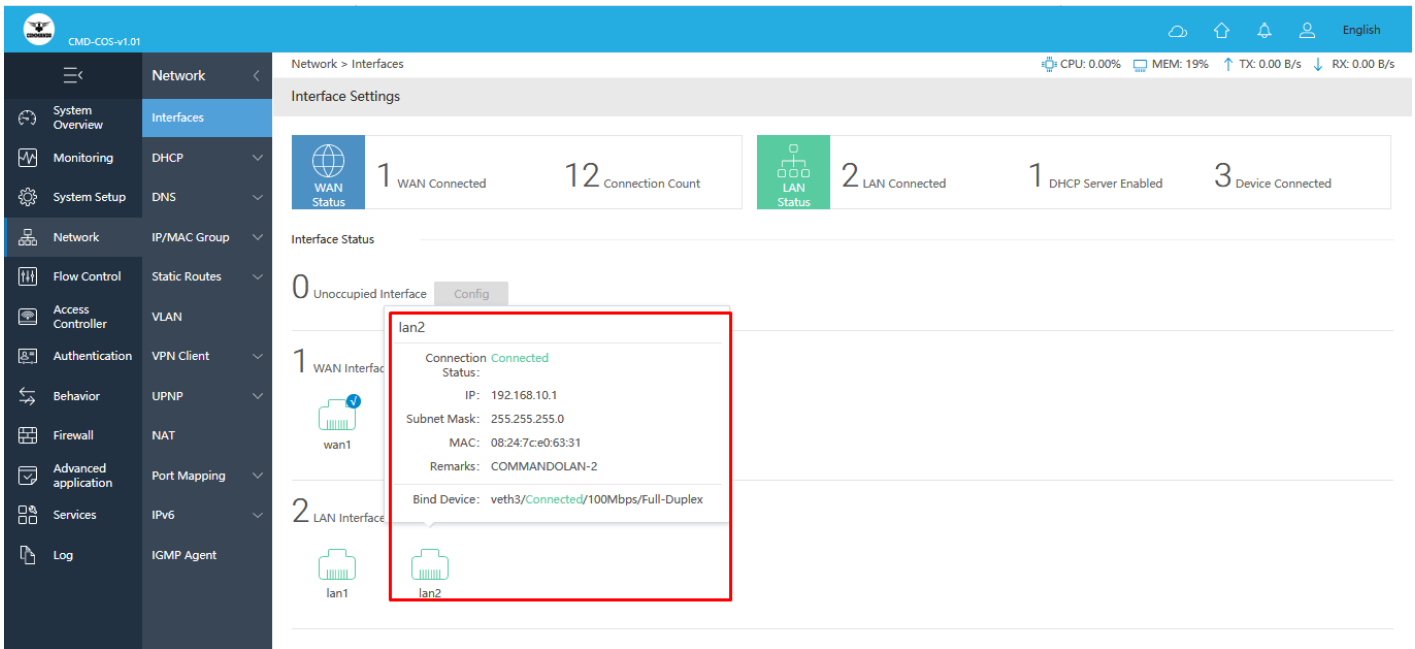 COMMANDO
CMD-COS-v1.01
English
Network
Network > Interfaces
CPU: 0.00%
MEM: 19%
TX: 0.00 B/s
RX: 0.00 B/s
Interface Settings
System
Overview
Monitoring
System Setup
Network
Flow Control
Access
Controller
Authentication
Behavior
Firewall
Advanced
application
Services
Log
Interfaces
DHCP
DNS
IP/MAC Group
Static Routes
VLAN
VPN Client
UPNP
NAT
Port Mapping
IPv6
IGMP Agent
WAN
Status
1 WAN Connected
12 Connection Count
LAN
Status
2 LAN Connected
1 DHCP Server Enabled
3 Device Connected
Interface Status
0 Unoccupied Interface
Config
1 WAN Interfac
wan1
2 LAN Interface
lan1
lan2
lan2
Connection Connected
Status:
IP: 192.168.10.1
Subnet Mask: 255.255.255.0
MAC: 08:24:7c:e0:63:31
Remarks: COMMANDOLAN-2
Bind Device: veth3/Connected/100Mbps/Full-Duplex